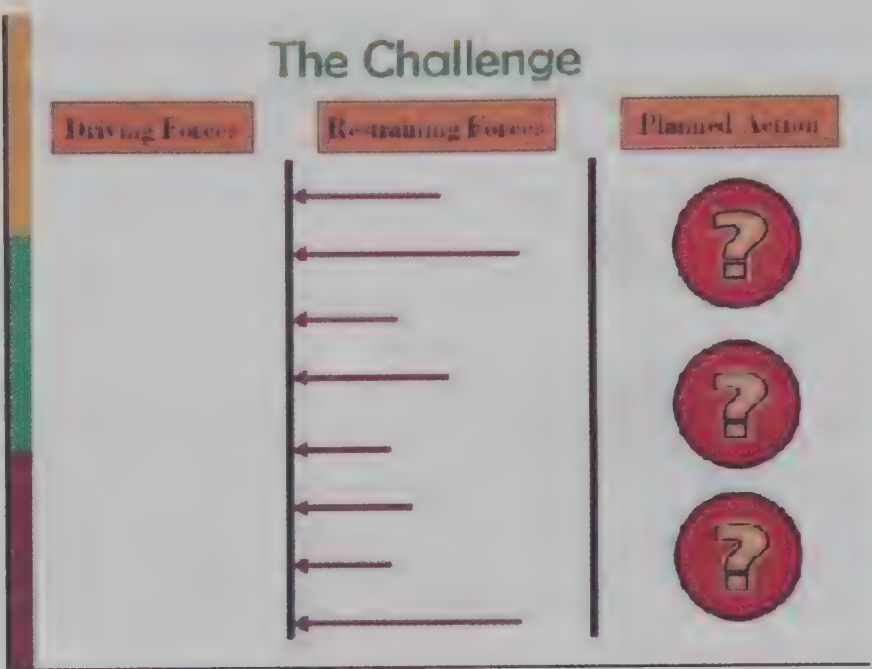 The Challenge
Driving Forces
Restraining Forces
Planned Action
?
?
?